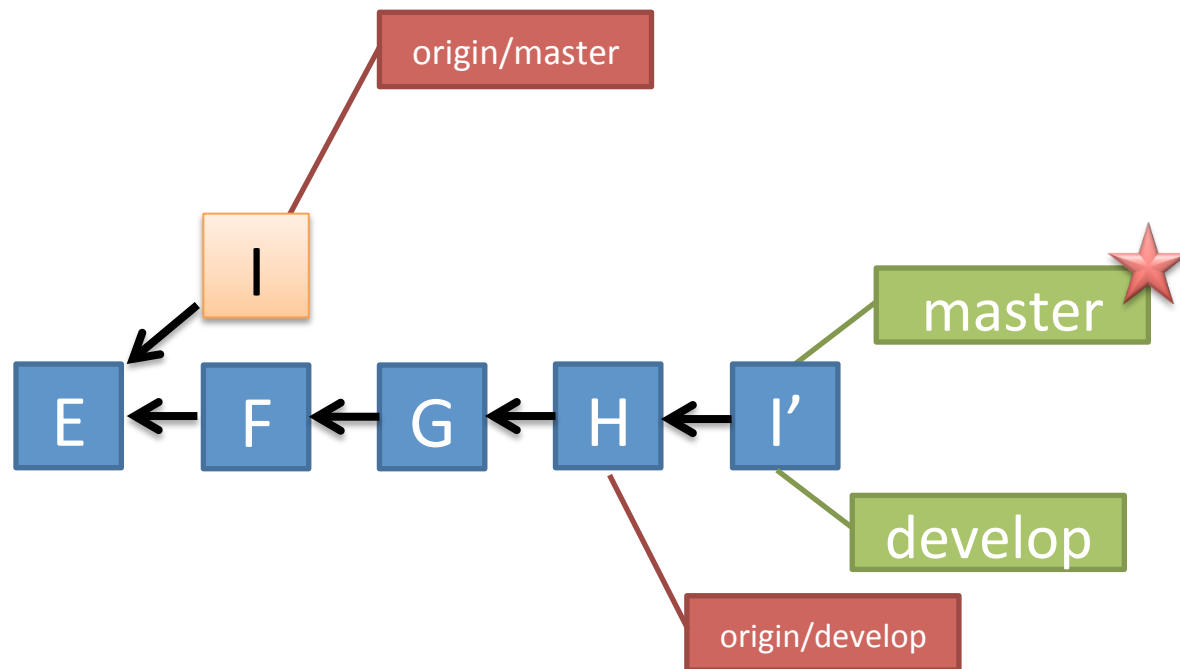 origin/master
I
master
E
F
G
H
I’
develop
origin/develop